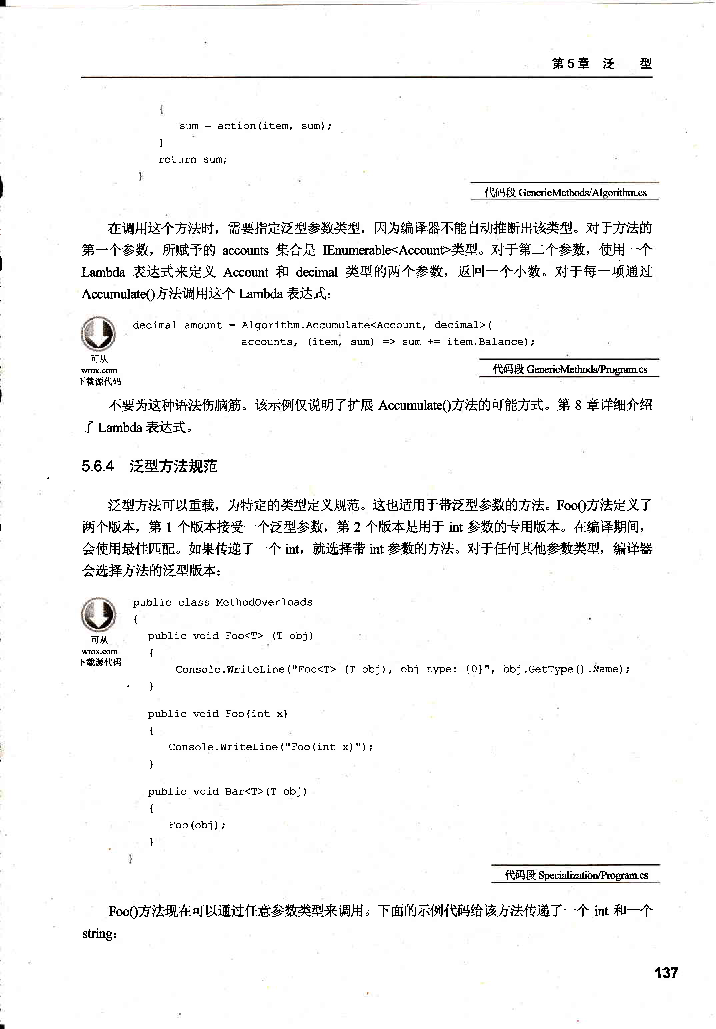 第5章 泛 型
{
sum = action(item, sum);
}
return sum;
}
代码段 GenericMethods/Algorithm.cs
在调用这个方法时，需要指定泛型参数类型，因为编译器不能自动推断出该类型。对于方法的
第一个参数，所赋予的 accounts 集合是 IEnumerable<Account>类型。对于第二个参数，使用一个
Lambda 表达式来定义 Account 和 decimal 类型的两个参数，返回一个小数。对于每一项通过
Accumulate()方法调用这个 Lambda 表达式：
decimal amount = Algorithm.Accumulate<Account, decimal>(
accounts, (item, sum) => sum += item.Balance);
可从
wrox.com
下载源代码
代码段 GenericMethods/Program.cs
不要为这种语法伤脑筋。该示例仅说明了扩展 Accumulate()方法的可能方式。第 8 章详细介绍
了 Lambda 表达式。
5.6.4 泛型方法规范
泛型方法可以重载，为特定的类型定义规范。这也适用于带泛型参数的方法。Foo()方法定义了
两个版本，第 1 个版本接受一个泛型参数，第 2 个版本是用于 int 参数的专用版本。在编译期间，
会使用最佳匹配。如果传递了一个 int，就选择带 int 参数的方法。对于任何其他参数类型，编译器
会选择方法的泛型版本：
可从
wrox.com
下载源代码
public class MethodOverloads
{
public void Foo<T> (T obj)
{
Console.WriteLine("Foo<T> (T obj), obj type: {0}", obj.GetType().Name);
}
public void Foo(int x)
{
Console.WriteLine("Foo(int x)");
}
public void Bar<T>(T obj)
{
Foo(obj);
}
}
代码段 Specialization/Program.cs
Foo()方法现在可以通过任意参数类型来调用。下面的示例代码给该方法传递了一个 int 和一个
string：
137